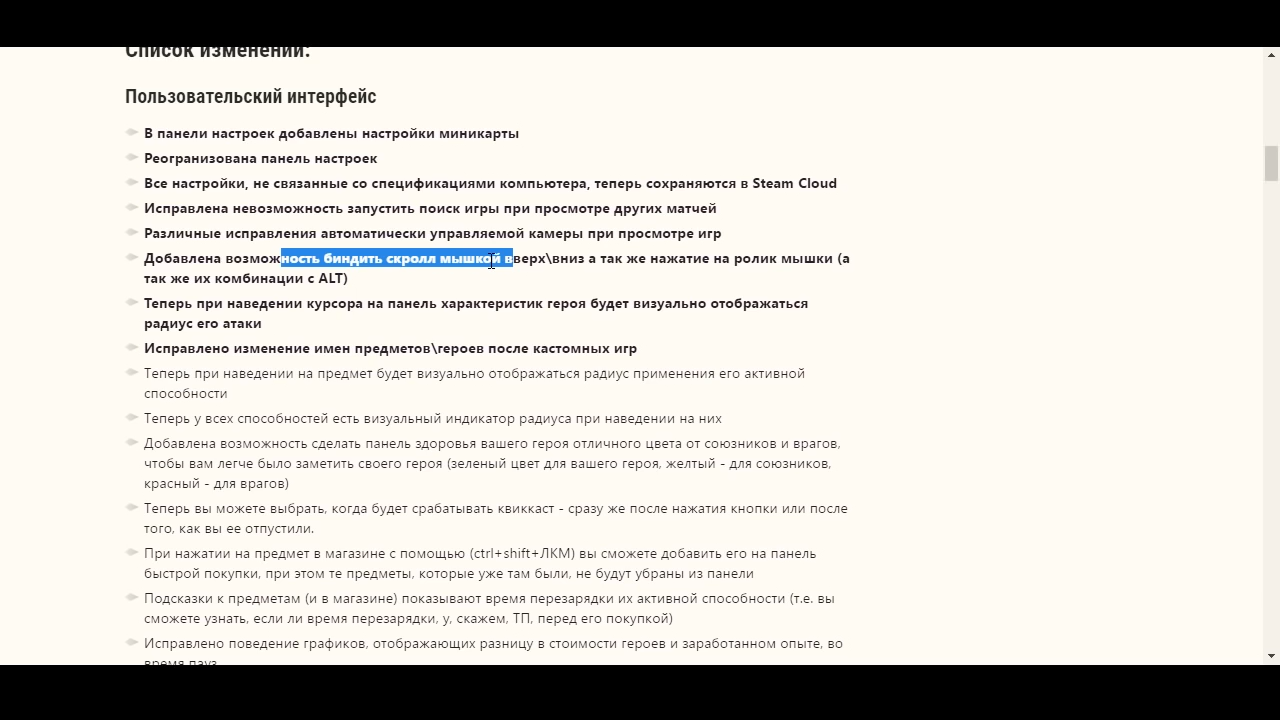 Список изменений:
Пользовательский интерфейс
В панели настроек добавлены настройки миникарты
Реогранизована панель настроек
Все настройки, не связанные со спецификациями компьютера, теперь сохраняются в Steam Cloud
Исправлена невозможность запустить поиск игры при просмотре других матчей
Различные исправления автоматически управляемой камеры при просмотре игр
Добавлена возможность биндить скролл мышкой вверх\вниз а так же нажатие на ролик мышки (а
так же их комбинации с ALT)
Теперь при наведении курсора на панель характеристик героя будет визуально отображаться
радиус его атаки
Исправлено изменение имен предметов\героев после кастомных игр
Теперь при наведении на предмет будет визуально отображаться радиус применения его активной
способности
Теперь у всех способностей есть визуальный индикатор радиуса при наведении на них
Добавлена возможность сделать панель здоровья вашего героя отличного цвета от союзников и врагов,
чтобы вам легче было заметить своего героя (зеленый цвет для вашего героя, желтый - для союзников,
красный - для врагов)
Теперь вы можете выбрать, когда будет срабатывать квиккаст - сразу же после нажатия кнопки или после
того, как вы ее отпустили.
При нажатии на предмет в магазине с помощью (ctrl+shift+ЛКМ) вы сможете добавить его на панель
быстрой покупки, при этом те предметы, которые уже там были, не будут убраны из панели
Подсказки к предметам (и в магазине) показывают время перезарядки их активной способности (т.е. вы
сможете узнать, если ли время перезарядки, у, скажем, ТП, перед его покупкой)
Исправлено поведение графиков, отображающих разницу в стоимости героев и заработанном опыте, во
время пауз